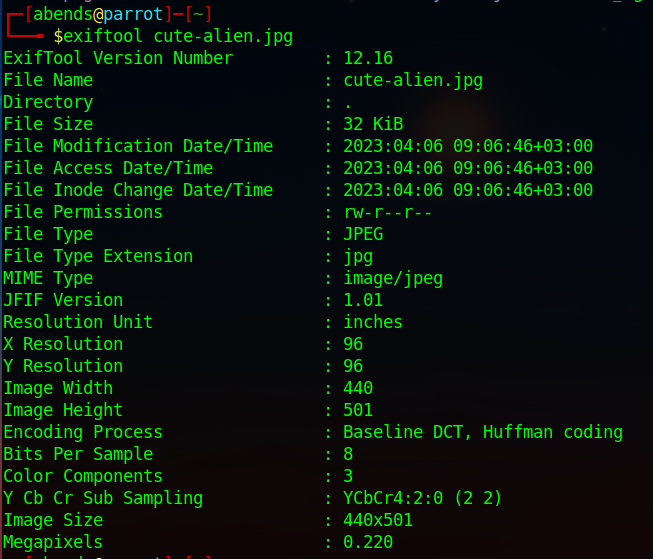 ┌─[abends@parrot]─[~]
└──╼ $exiftool cute-alien.jpg
ExifTool Version Number         : 12.16
File Name                       : cute-alien.jpg
Directory                       : .
File Size                       : 32 KiB
File Modification Date/Time     : 2023:04:06 09:06:46+03:00
File Access Date/Time           : 2023:04:06 09:06:46+03:00
File Inode Change Date/Time     : 2023:04:06 09:06:46+03:00
File Permissions                : rw-r--r--
File Type                       : JPEG
File Type Extension             : jpg
MIME Type                       : image/jpeg
JFIF Version                    : 1.01
Resolution Unit                 : inches
X Resolution                    : 96
Y Resolution                    : 96
Image Width                     : 440
Image Height                    : 501
Encoding Process                : Baseline DCT, Huffman coding
Bits Per Sample                 : 8
Color Components                : 3
Y Cb Cr Sub Sampling            : YCbCr4:2:0 (2 2)
Image Size                      : 440x501
Megapixels                      : 0.220